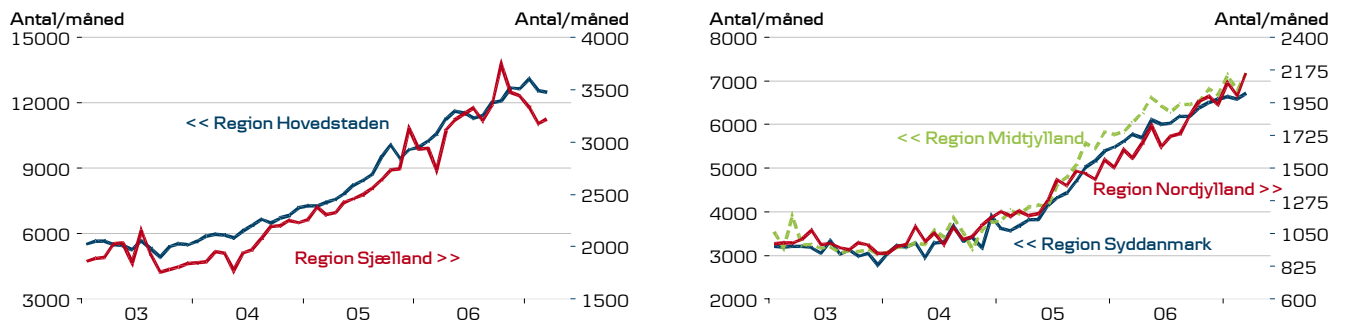 Antal/måned Antal/måned
15000 4000
12000 3500
<< Region Hovedstaden
3000
9000
2500
6000 2000
Region Sjælland >>
3000 1500
03 04 05 06
Antal/måned Antal/måned
8000 2400
7000 2175
1950
6000
<< Region Midtjylland 1725
5000 1500
Region Nordjylland >>
4000 1275
<< Region Syddanmark 1050
3000
825
2000 600
03 04 05 06